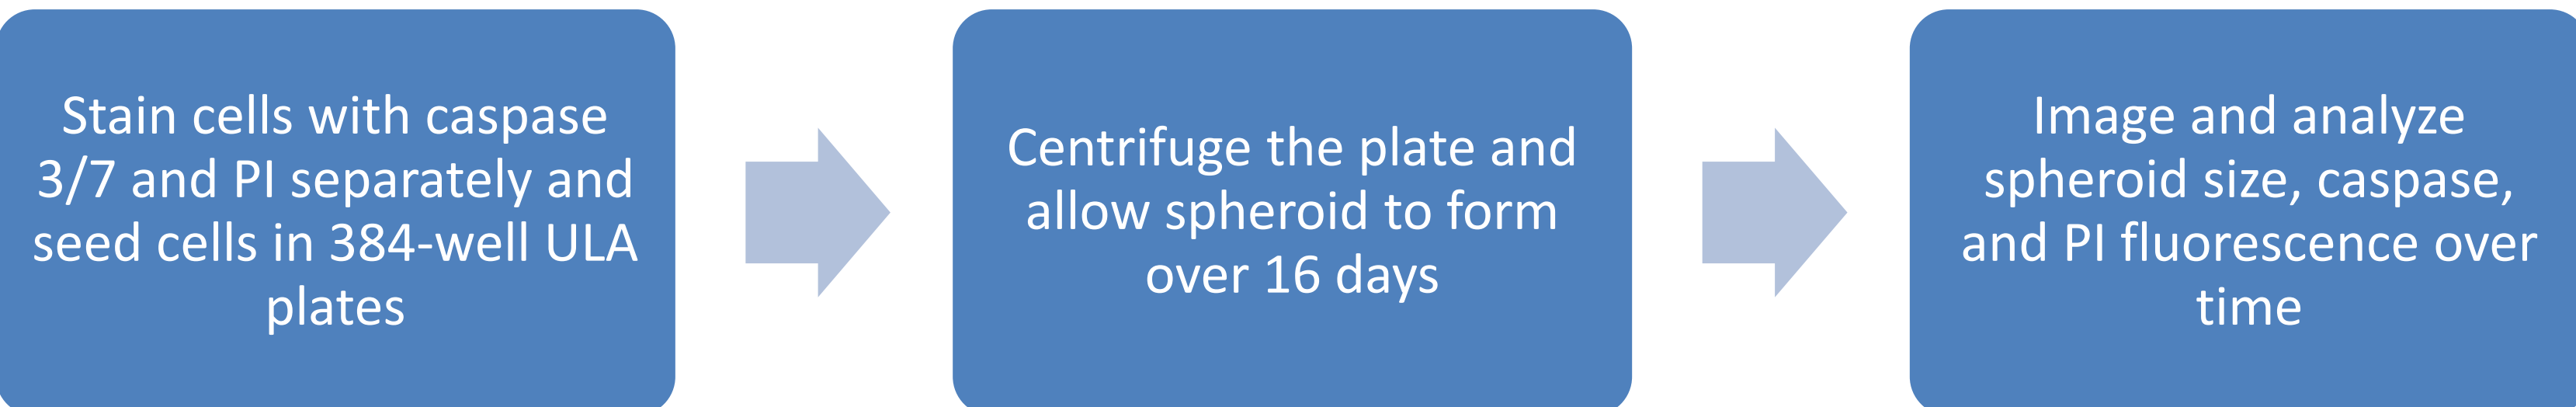 Stain cells with caspase
3/7 and PI separately and
seed cells in 384-well ULA
plates
Centrifuge the plate and
allow spheroid to form
over 16 days
Image and analyze
spheroid size, caspase,
and PI fluorescence over
time